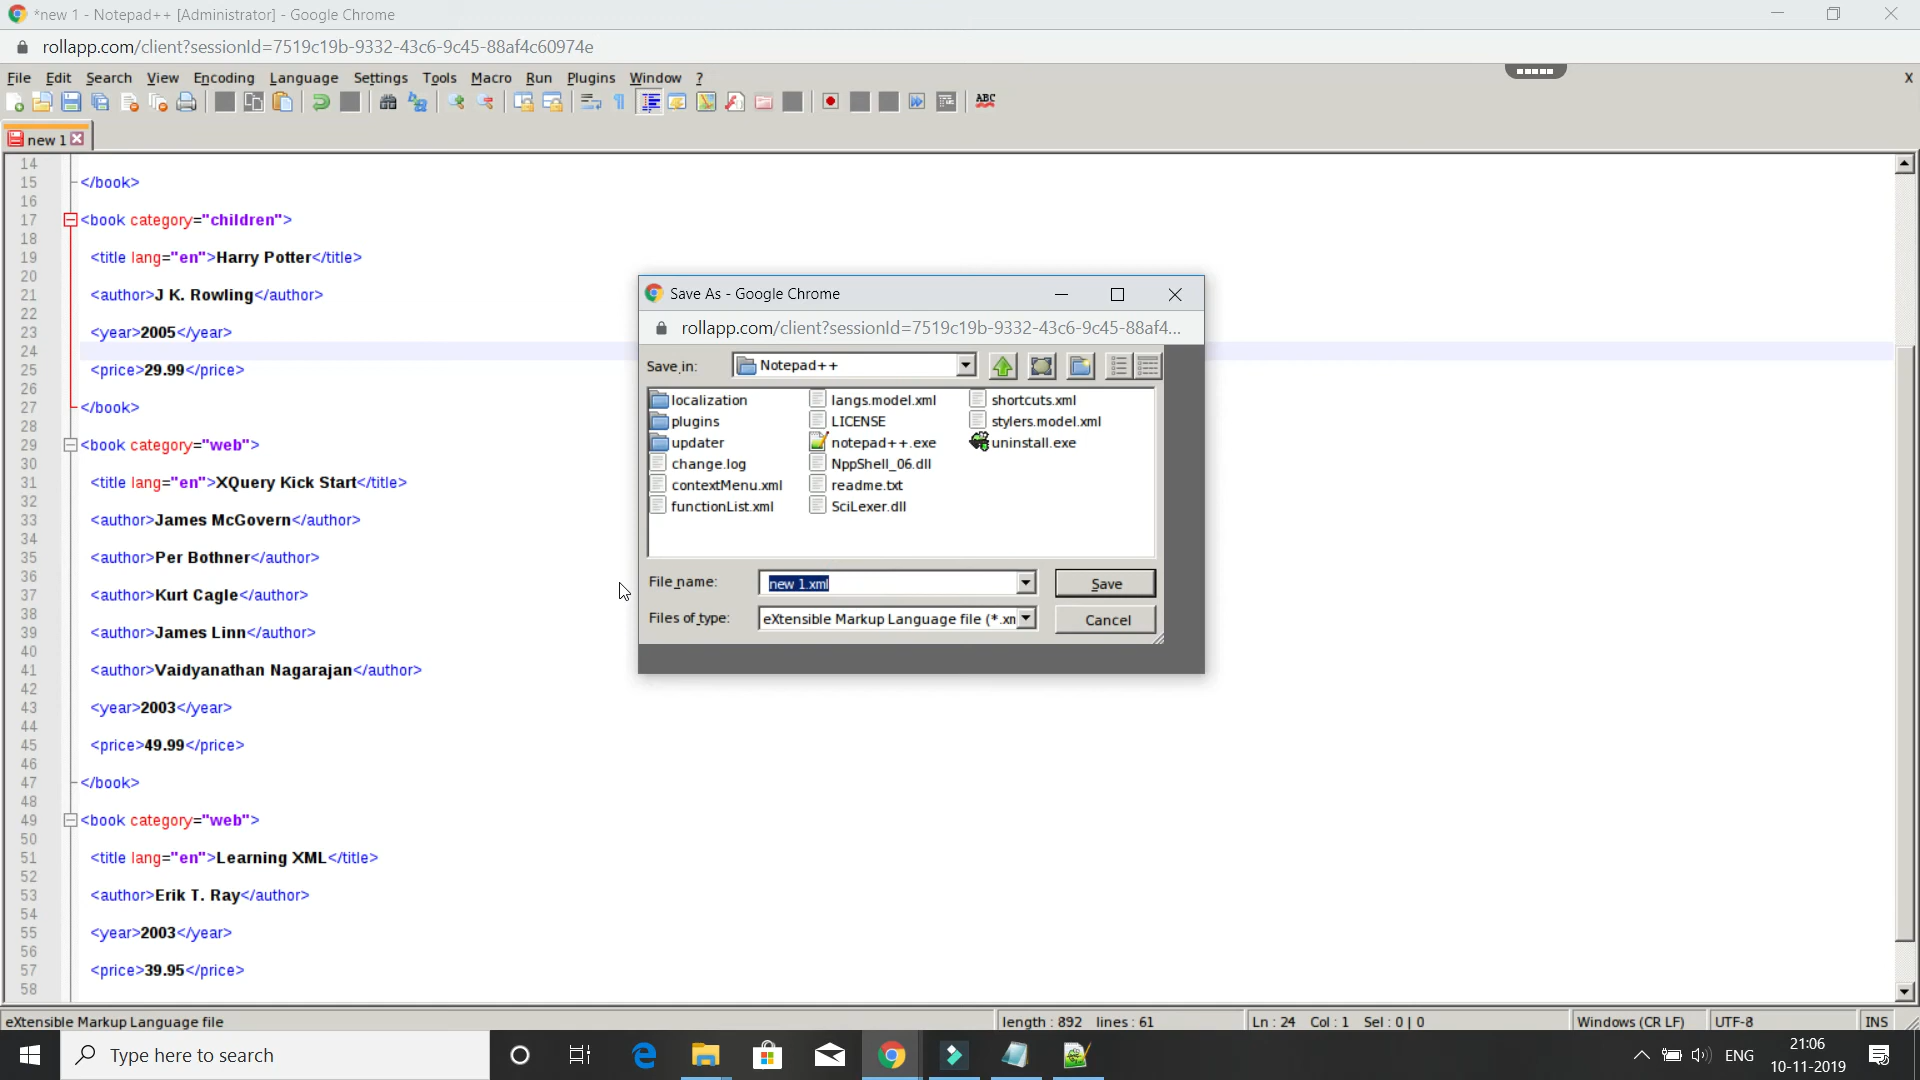 *new 1 - Notepad++ [Administrator] - Google Chrome
rollapp.com/client?sessionId=7519c19b-9332-43c6-9c45-88af4c60974e
File Edit Search View Encoding Language Settings Tools Macro Run Plugins Window ?
X
ABC
new 1
14
15 </book>
16
17 <book category="children">
18
19 <title lang="en">Harry Potter</title>
20
21 <author>J K. Rowling</author>
22
23 <year>2005</year>
24
25 <price>29.99</price>
26
27 </book>
28
29 <book category="web">
30
31 <title lang="en">XQuery Kick Start</title>
32
33 <author>James McGovern</author>
34
35 <author>Per Bothner</author>
36
37 <author>Kurt Cagle</author>
38
39 <author>James Linn</author>
40
41 <author>Vaidyanathan Nagarajan</author>
42
43 <year>2003</year>
44
45 <price>49.99</price>
46
47 </book>
48
49 <book category="web">
50
51 <title lang="en">Learning XML</title>
52
53 <author>Erik T. Ray</author>
54
55 <year>2003</year>
56
57 <price>39.95</price>
58
Save As - Google Chrome
rollapp.com/client?sessionId=7519c19b-9332-43c6-9c45-88af4...
Save in: Notepad++
localization langs.model.xml shortcuts.xml
plugins LICENSE stylers.model.xml
updater notepad++.exe uninstall.exe
change.log NppShell_06.dll
contextMenu.xml readme.txt
functionList.xml SciLexer.dll
File name: new 1.xml Save
Files of type: eXtensible Markup Language file (*.xn Cancel
eXtensible Markup Language file length : 892 lines : 61 Ln : 24 Col : 1 Sel : 0 | 0 Windows (CR LF) UTF-8 INS
Type here to search
ENG
21:06
10-11-2019